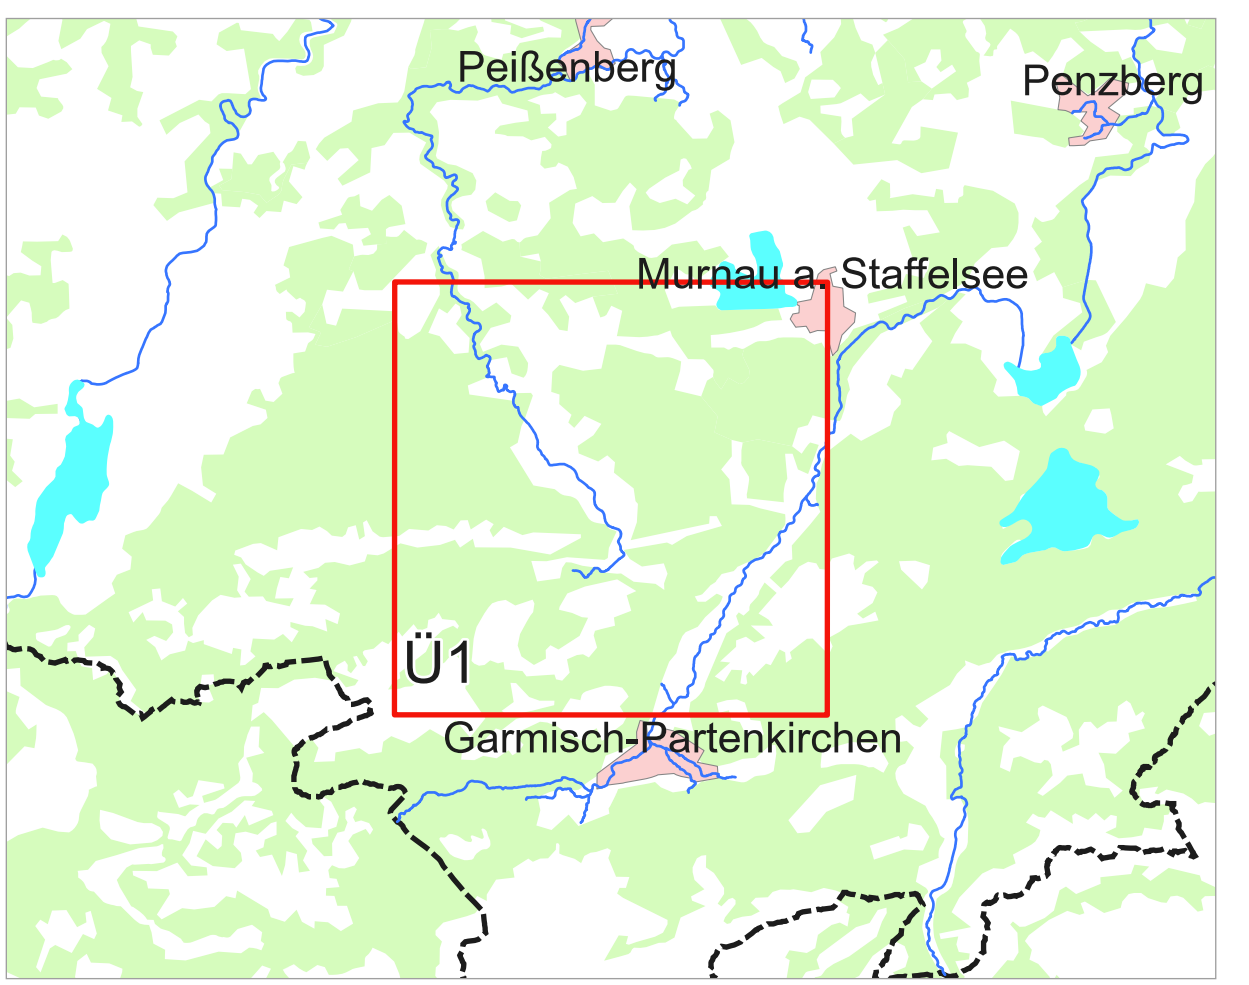 Peißenberg
Penzberg
Murnau a. Staffelsee
Ü1
Garmisch-Partenkirchen